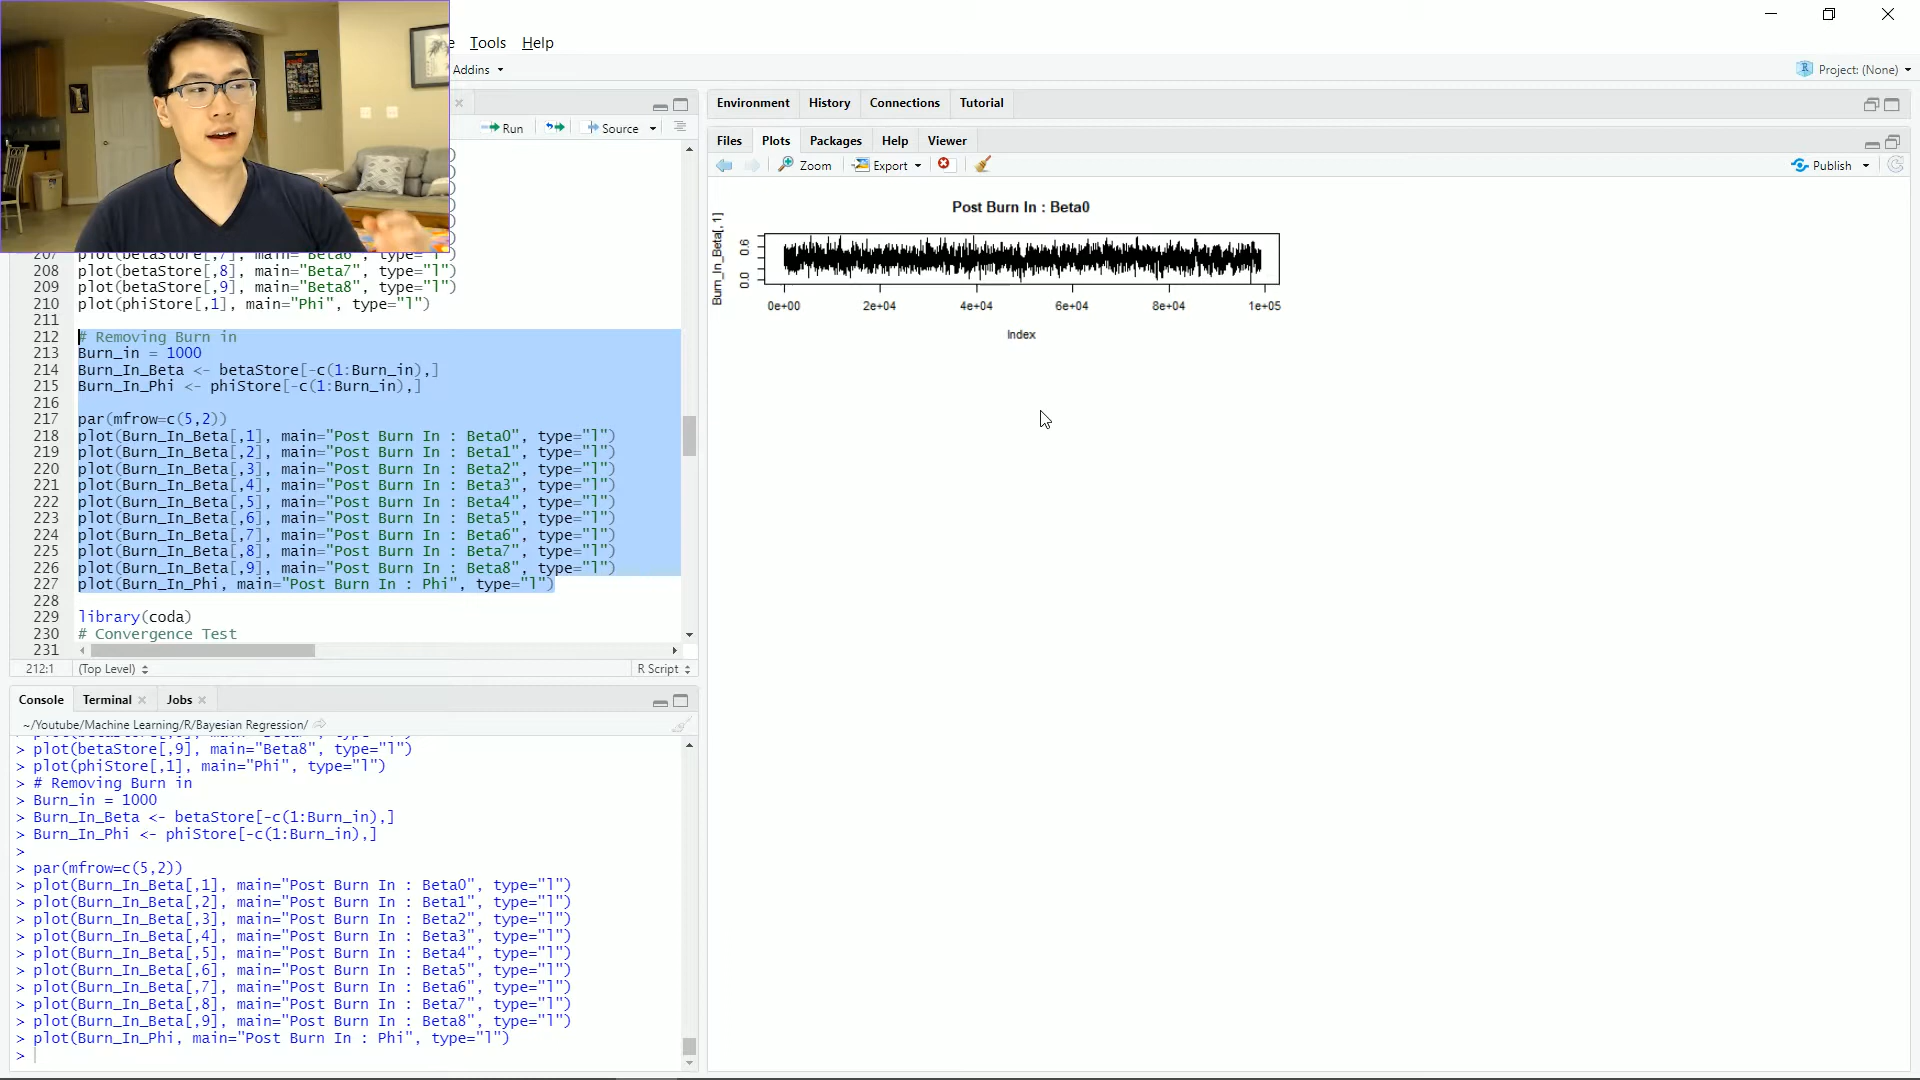 e Tools Help
Addins
Project: (None)
Run Source
207 plot(betaStore[,7], main="Beta6", type="l")
208 plot(betaStore[,8], main="Beta7", type="l")
209 plot(betaStore[,9], main="Beta8", type="l")
210 plot(phiStore[,1], main="Phi", type="l")
211
212 # Removing Burn in
213 Burn_in = 1000
214 Burn_In_Beta <- betaStore[-c(1:Burn_in),]
215 Burn_In_Phi <- phiStore[-c(1:Burn_in),]
216
217 par(mfrow=c(5,2))
218 plot(Burn_In_Beta[,1], main="Post Burn In : Beta0", type="l")
219 plot(Burn_In_Beta[,2], main="Post Burn In : Beta1", type="l")
220 plot(Burn_In_Beta[,3], main="Post Burn In : Beta2", type="l")
221 plot(Burn_In_Beta[,4], main="Post Burn In : Beta3", type="l")
222 plot(Burn_In_Beta[,5], main="Post Burn In : Beta4", type="l")
223 plot(Burn_In_Beta[,6], main="Post Burn In : Beta5", type="l")
224 plot(Burn_In_Beta[,7], main="Post Burn In : Beta6", type="l")
225 plot(Burn_In_Beta[,8], main="Post Burn In : Beta7", type="l")
226 plot(Burn_In_Beta[,9], main="Post Burn In : Beta8", type="l")
227 plot(Burn_In_Phi, main="Post Burn In : Phi", type="l")
228
229 library(coda)
230 # Convergence Test
231
212:1 (Top Level) R Script
Console Terminal Jobs
~/Youtube/Machine Learning/R/Bayesian Regression/
> plot(betaStore[,9], main="Beta8", type="l")
> plot(phiStore[,1], main="Phi", type="l")
> # Removing Burn in
> Burn_in = 1000
> Burn_In_Beta <- betaStore[-c(1:Burn_in),]
> Burn_In_Phi <- phiStore[-c(1:Burn_in),]
>
> par(mfrow=c(5,2))
> plot(Burn_In_Beta[,1], main="Post Burn In : Beta0", type="l")
> plot(Burn_In_Beta[,2], main="Post Burn In : Beta1", type="l")
> plot(Burn_In_Beta[,3], main="Post Burn In : Beta2", type="l")
> plot(Burn_In_Beta[,4], main="Post Burn In : Beta3", type="l")
> plot(Burn_In_Beta[,5], main="Post Burn In : Beta4", type="l")
> plot(Burn_In_Beta[,6], main="Post Burn In : Beta5", type="l")
> plot(Burn_In_Beta[,7], main="Post Burn In : Beta6", type="l")
> plot(Burn_In_Beta[,8], main="Post Burn In : Beta7", type="l")
> plot(Burn_In_Beta[,9], main="Post Burn In : Beta8", type="l")
> plot(Burn_In_Phi, main="Post Burn In : Phi", type="l")
>
Environment History Connections Tutorial
Files Plots Packages Help Viewer
Zoom Export Publish
Post Burn In : Beta0
Burn_In_Beta[, 1]
0.6
0.0
0e+00 2e+04 4e+04 6e+04 8e+04 1e+05
Index